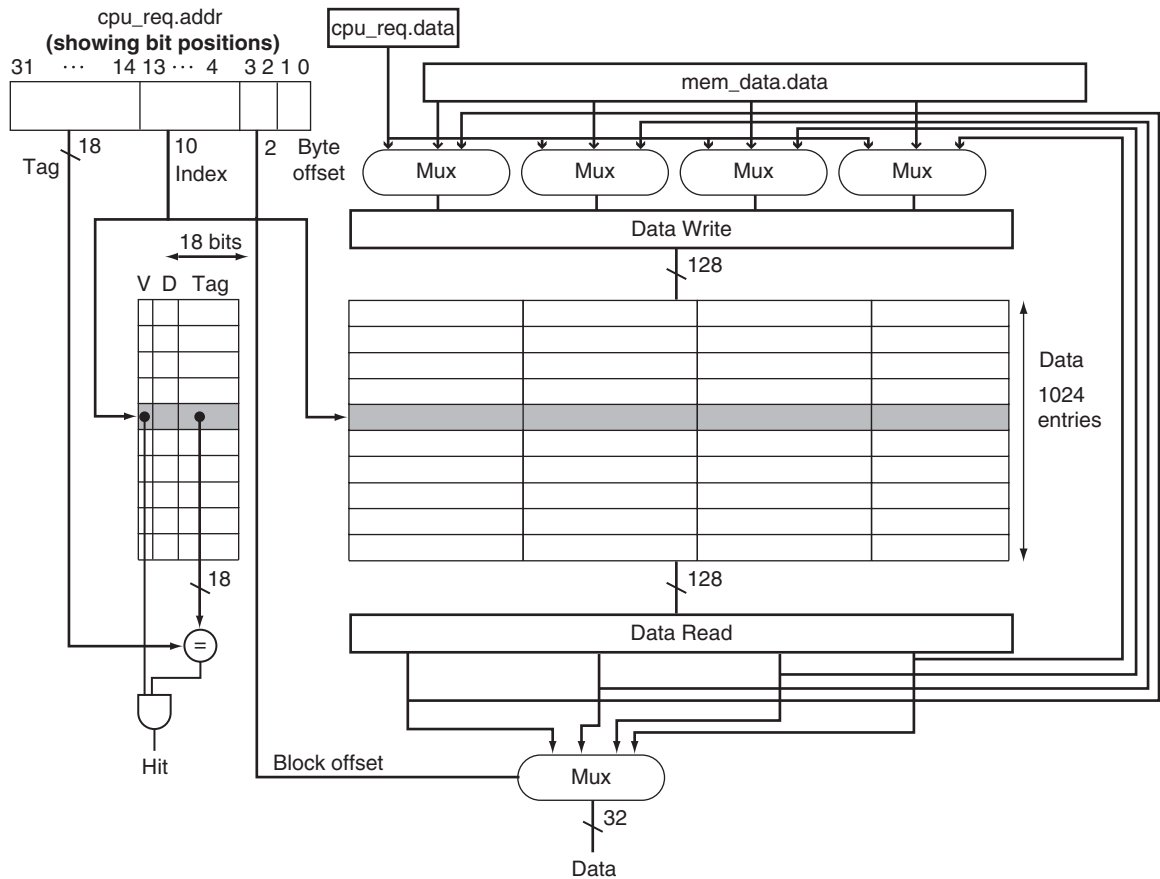 cpu_req.addr
(showing bit positions)
31 ··· 14 13 ··· 4 3 2 1 0
18
Tag
10
Index
2
Byte
offset
cpu_req.data
mem_data.data
Mux
Mux
Mux
Mux
Data Write
128
18 bits
V D Tag
Data
1024
entries
18
=
Hit
128
Data Read
Block offset
Mux
32
Data